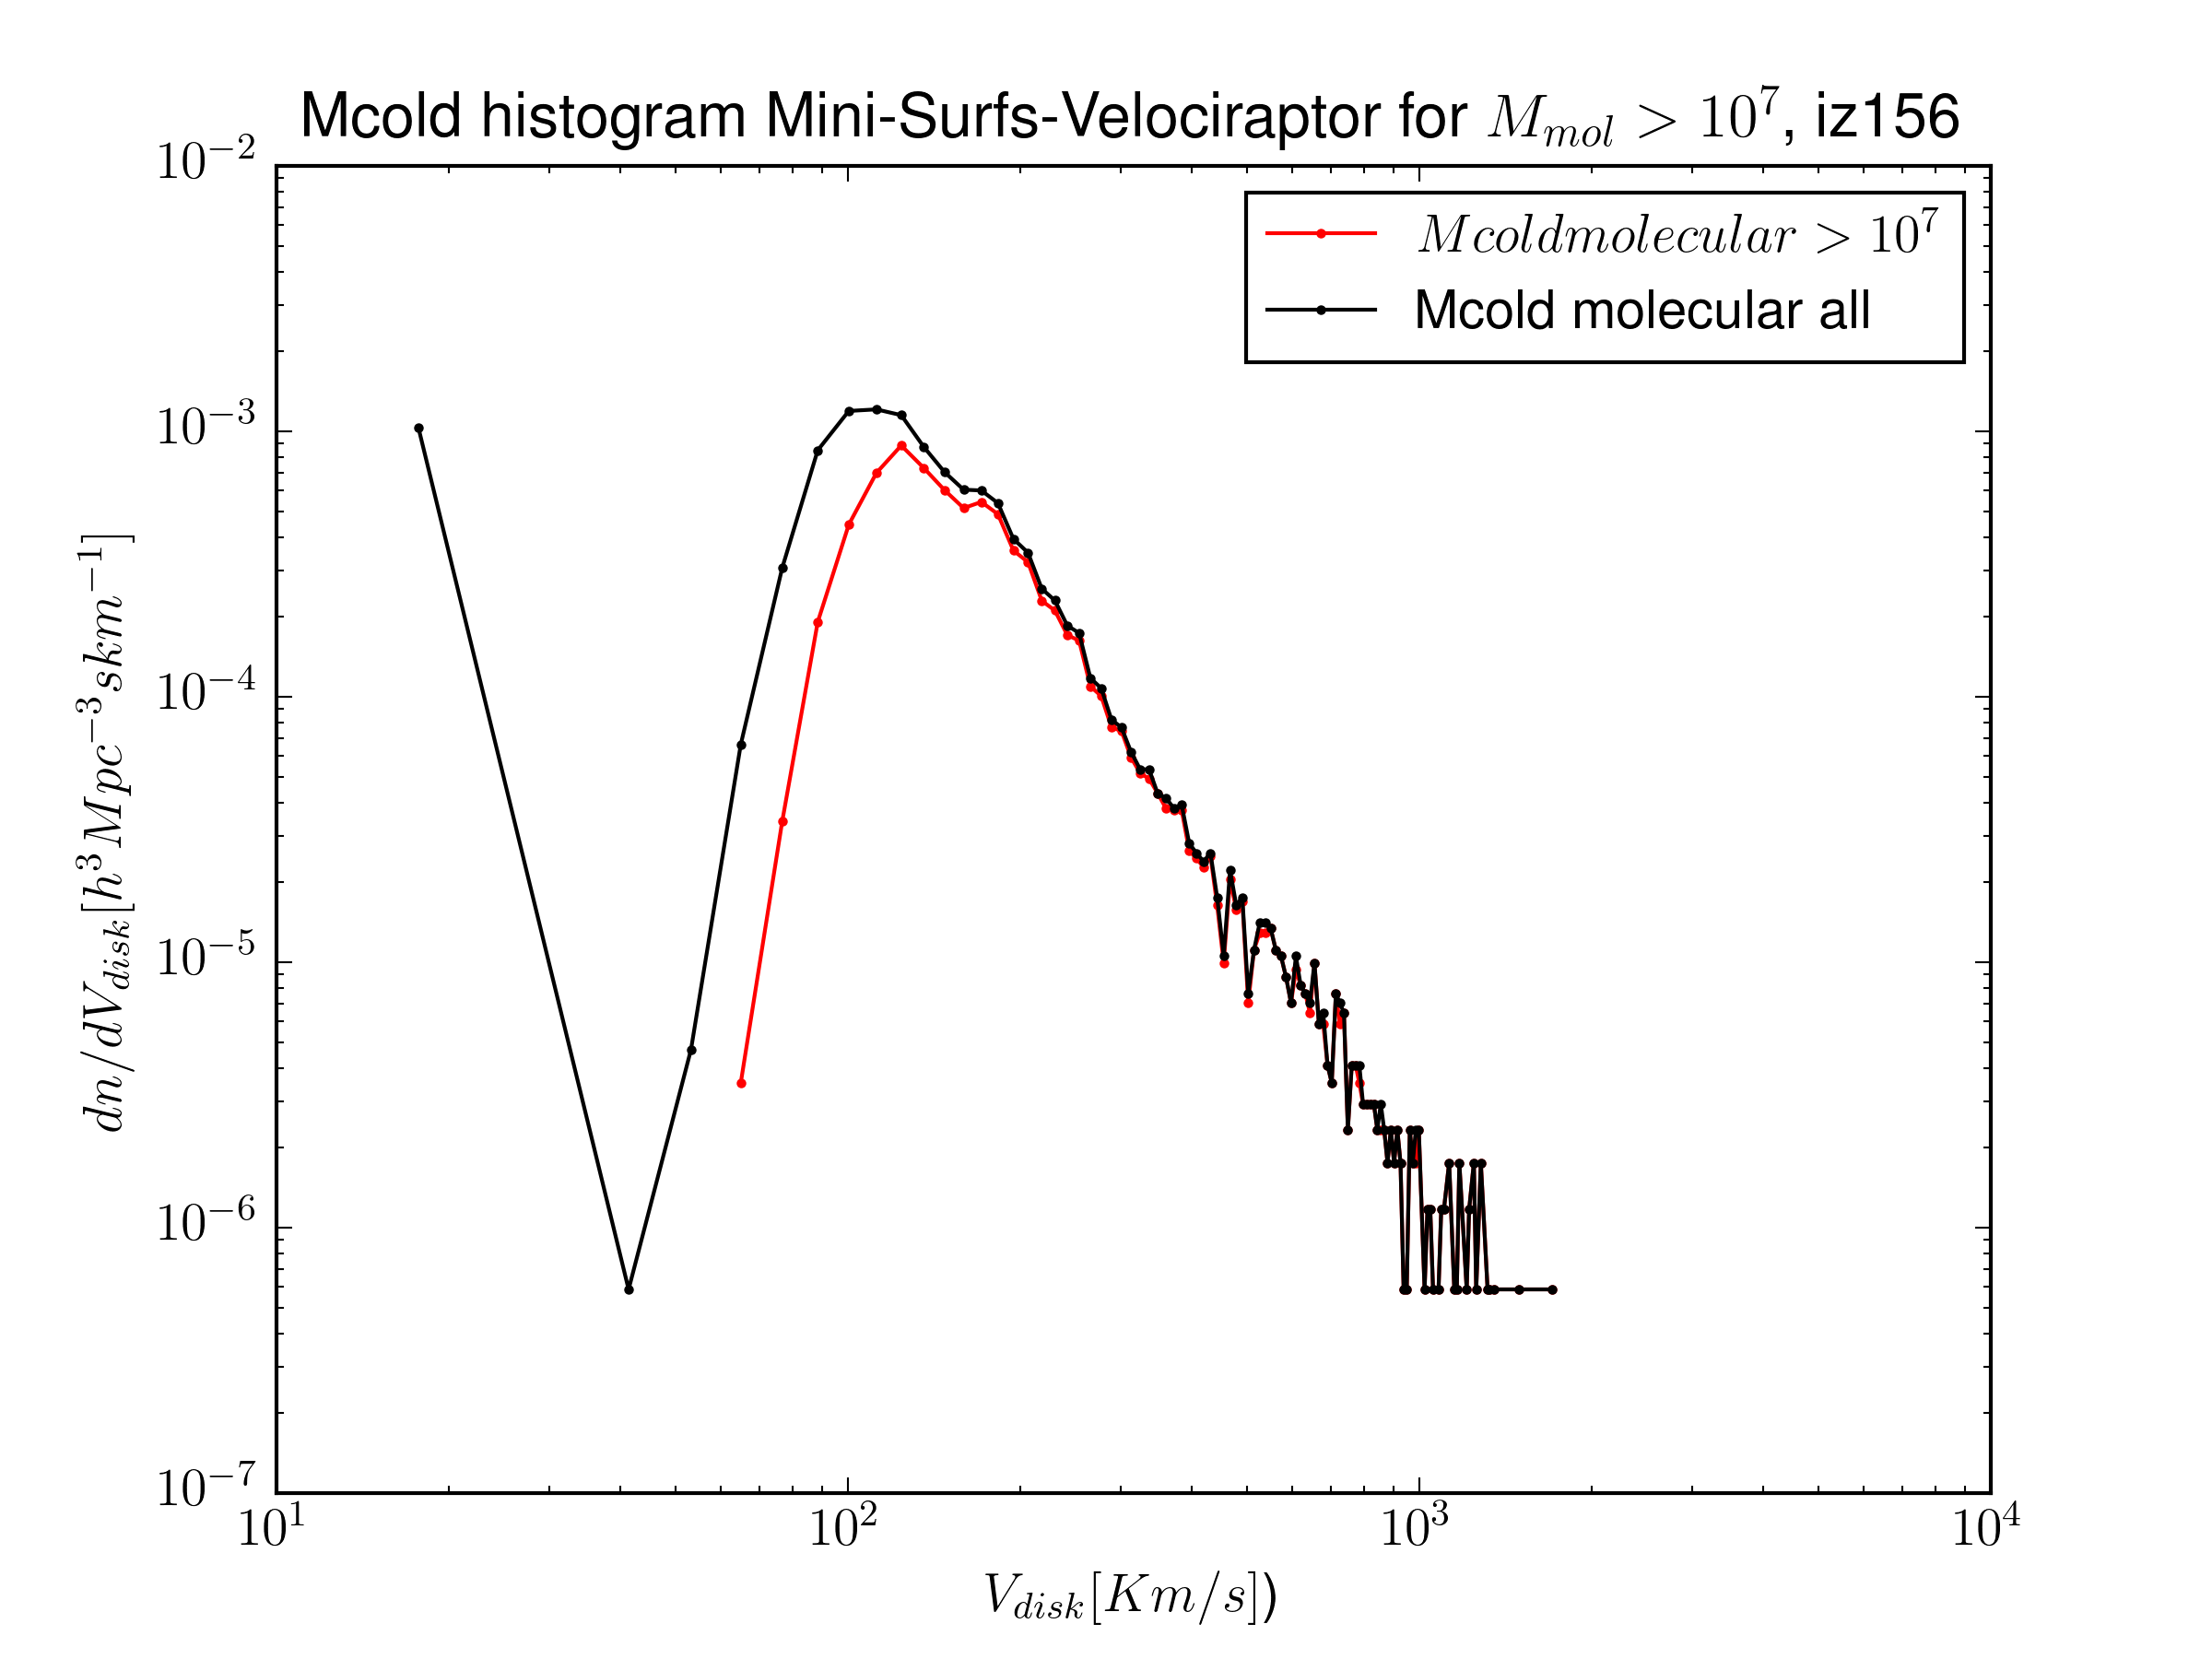 Mcold histogram Mini-Surfs-Velociraptor for $M_{mol} > 10^7$, iz156
$10^{-2}$
$Mcoldmolecular > 10^7$
Mcold molecular all
$10^{-3}$
$10^{-4}$
$10^{-5}$
$10^{-6}$
$10^{-7}$
$dn/dV_{disk}[h^3Mpc^{-3}skm^{-1}]$
$10^1$ $10^2$ $10^3$ $10^4$
$V_{disk}[Km/s]$)